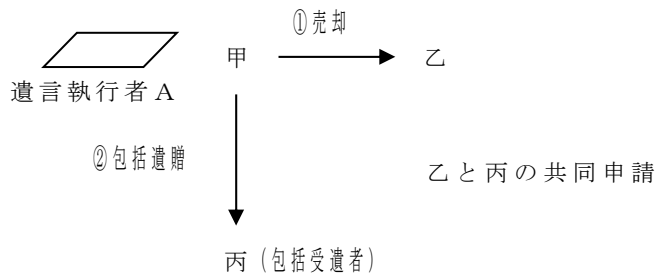 ①売却
甲
乙
遺言執行者A
②包括遺贈
乙と丙の共同申請
丙(包括受遺者)